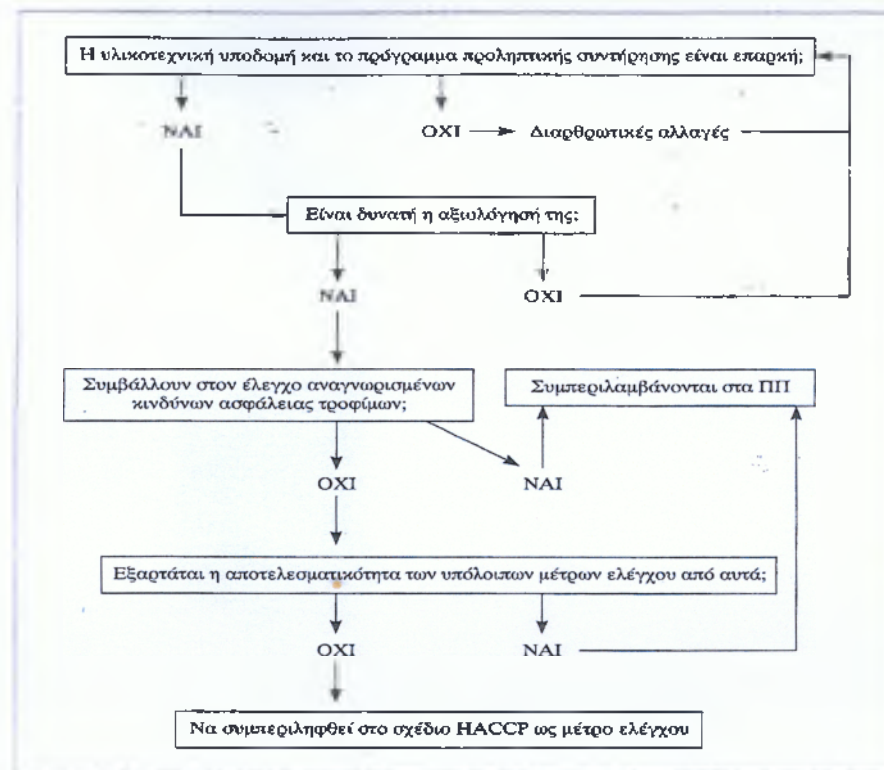 Η υλικοτεχνική υποδομή και το πρόγραμμα προληπτικής συντήρησης είναι επαρκή;
ΝΑΙ
ΟΧΙ
Διαρθρωτικές αλλαγές
Είναι δυνατή η αξιολόγησή της;
ΝΑΙ
ΟΧΙ
Συμβάλλουν στον έλεγχο αναγνωρισμένων
κινδύνων ασφάλειας τροφίμων;
Συμπεριλαμβάνονται στα ΠΠ
ΟΧΙ
ΝΑΙ
Εξαρτάται η αποτελεσματικότητα των υπόλοιπων μέτρων ελέγχου από αυτά;
ΟΧΙ
ΝΑΙ
Να συμπεριληφθεί στο σχέδιο HACCP ως μέτρο ελέγχου